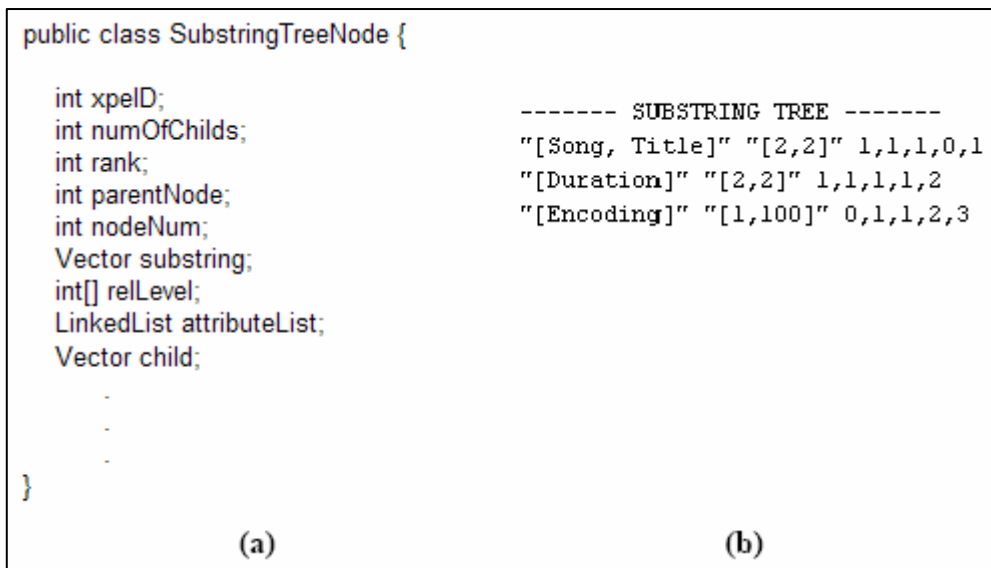 public class SubstringTreeNode {
int xpeID;
int numOfChilds;
int rank;
int parentNode;
int nodeNum;
Vector substring;
int[] relLevel;
LinkedList attributeList;
Vector child;
.
.
.
}
(a)
------- SUBSTRING TREE -------
"[Song, Title]" "[2,2]" 1,1,1,0,1
"[Duration]" "[2,2]" 1,1,1,1,2
"[Encoding]" "[1,100]" 0,1,1,2,3
(b)